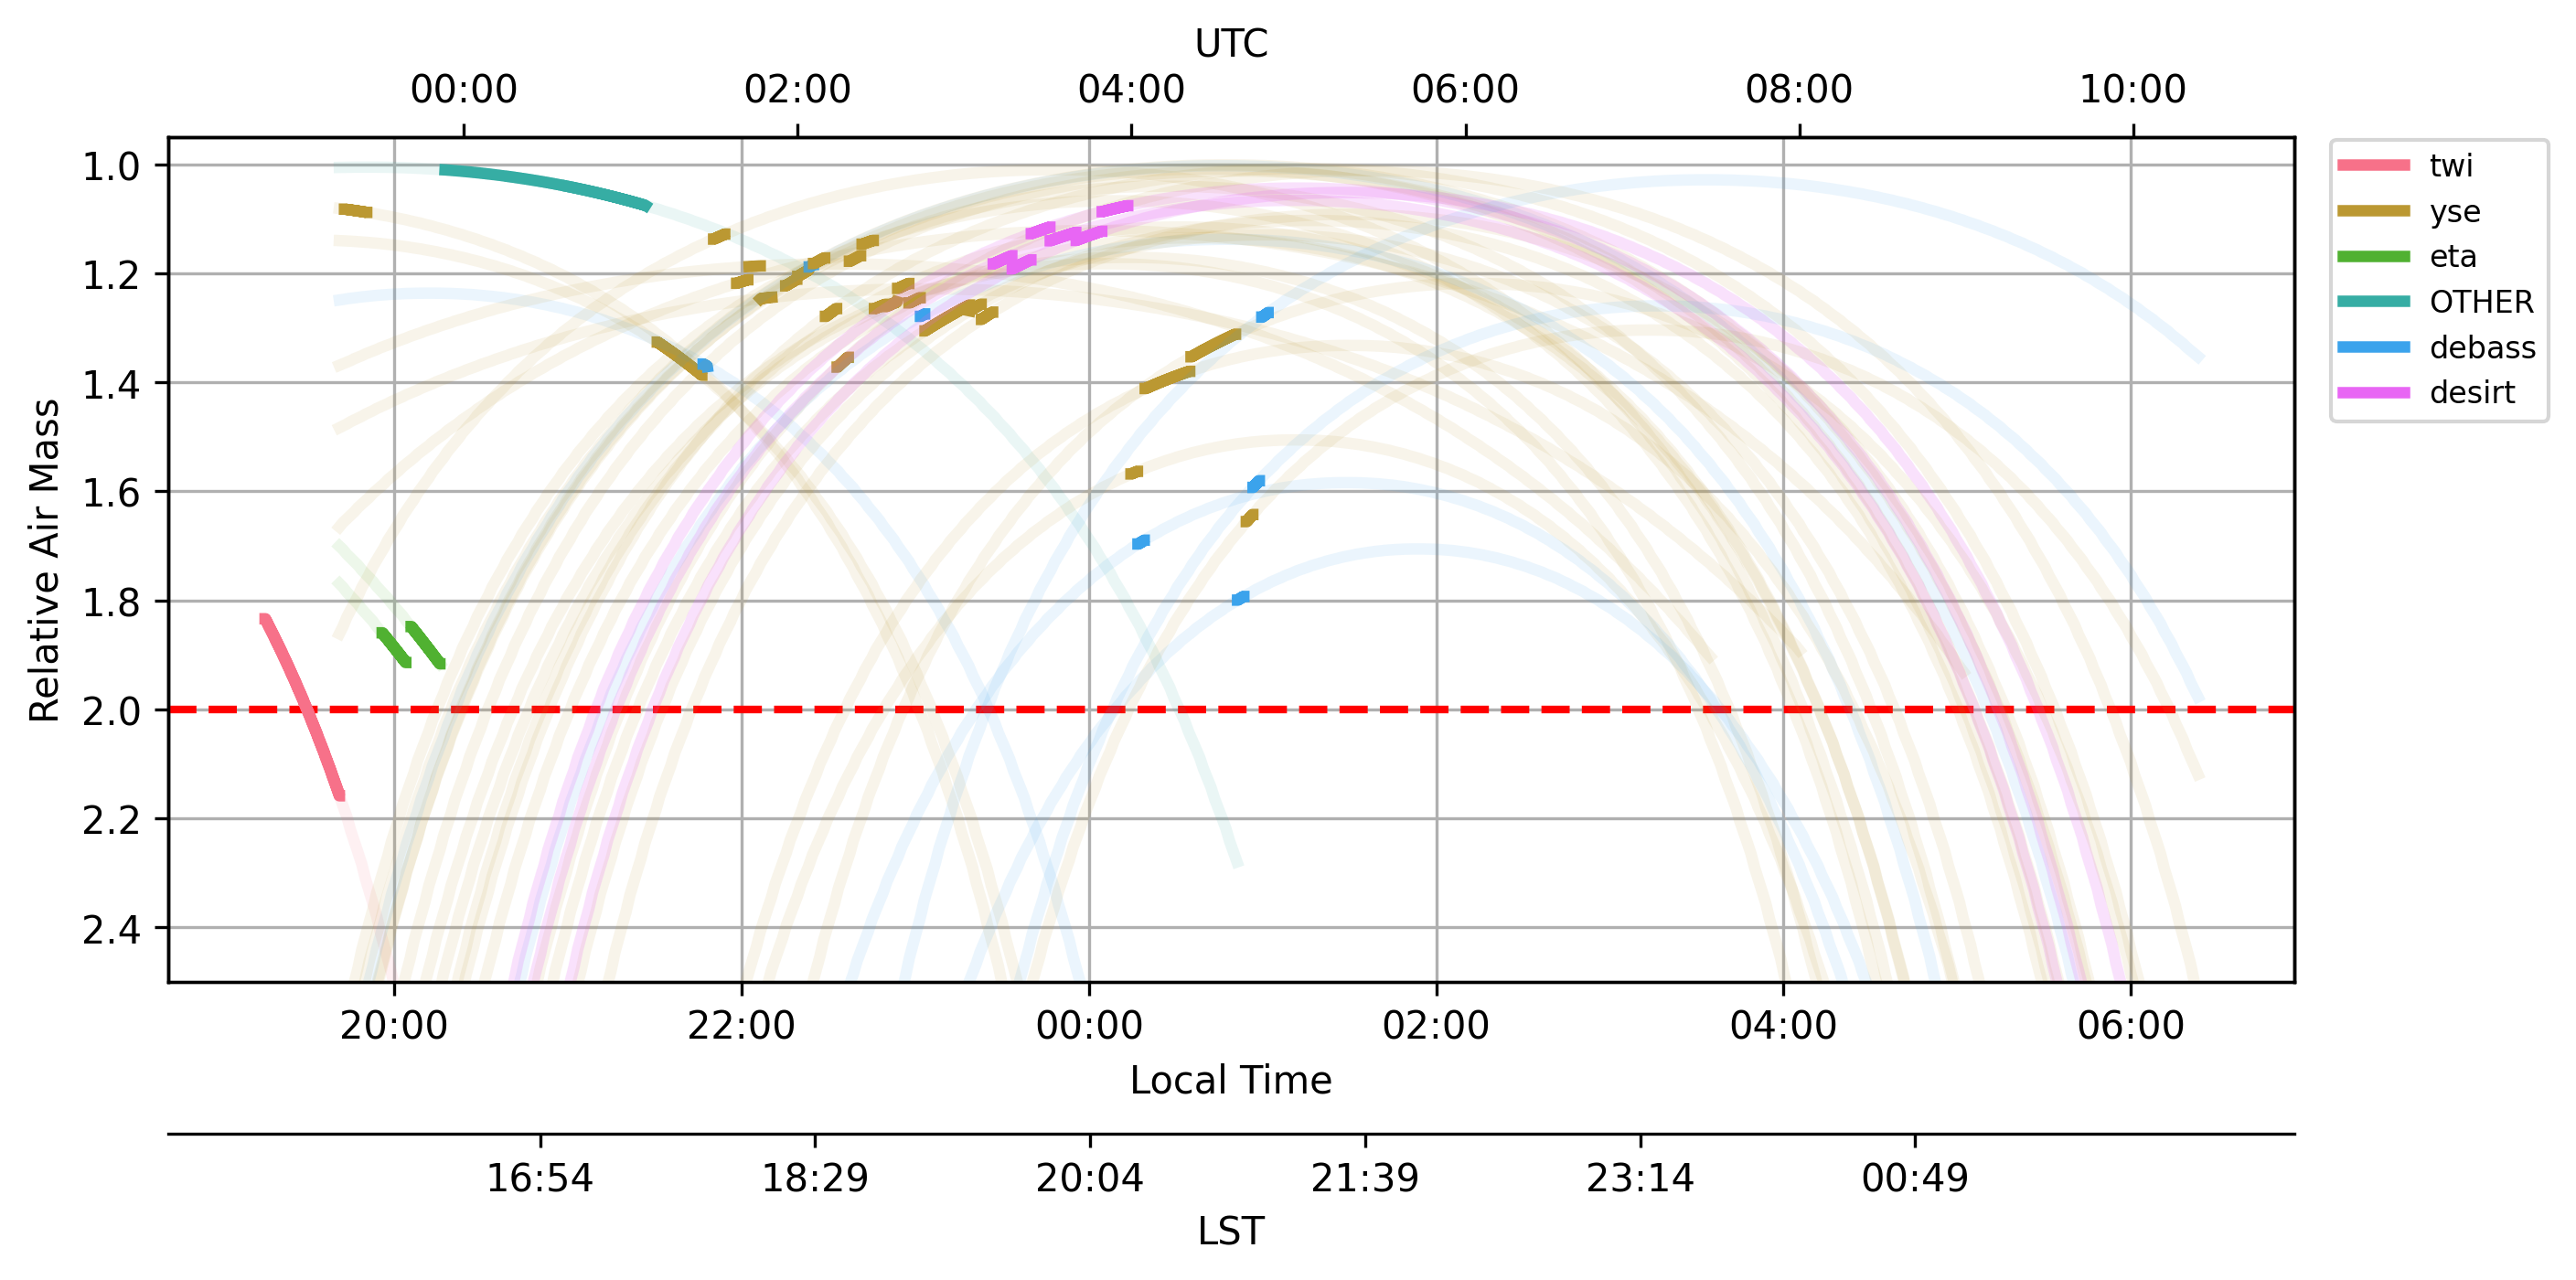 UTC
00:00 02:00 04:00 06:00 08:00 10:00
Relative Air Mass
1.0
1.2
1.4
1.6
1.8
2.0
2.2
2.4
twi
yse
eta
OTHER
debass
desirt
20:00 22:00 00:00 02:00 04:00 06:00
Local Time
16:54 18:29 20:04 21:39 23:14 00:49
LST